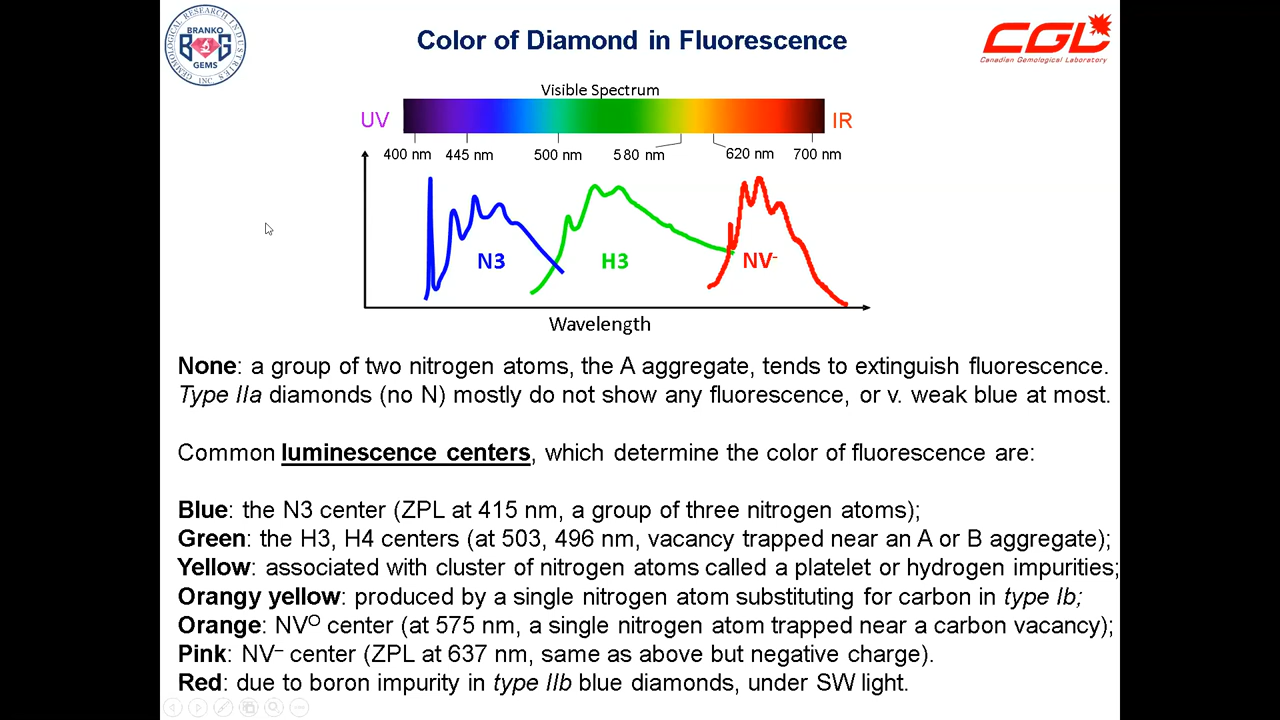 GEMOLOGICAL RESEARCH INDUSTRIES INC.
BRANKO
BG
GEMS
Color of Diamond in Fluorescence
CGL
Canadian Gemological Laboratory
Visible Spectrum
UV
IR
400 nm 445 nm 500 nm 580 nm 620 nm 700 nm
N3 H3 NV-
Wavelength
None: a group of two nitrogen atoms, the A aggregate, tends to extinguish fluorescence.
Type IIa diamonds (no N) mostly do not show any fluorescence, or v. weak blue at most.
Common luminescence centers, which determine the color of fluorescence are:
Blue: the N3 center (ZPL at 415 nm, a group of three nitrogen atoms);
Green: the H3, H4 centers (at 503, 496 nm, vacancy trapped near an A or B aggregate);
Yellow: associated with cluster of nitrogen atoms called a platelet or hydrogen impurities;
Orangy yellow: produced by a single nitrogen atom substituting for carbon in type Ib;
Orange: NVO center (at 575 nm, a single nitrogen atom trapped near a carbon vacancy);
Pink: NV– center (ZPL at 637 nm, same as above but negative charge).
Red: due to boron impurity in type IIb blue diamonds, under SW light.